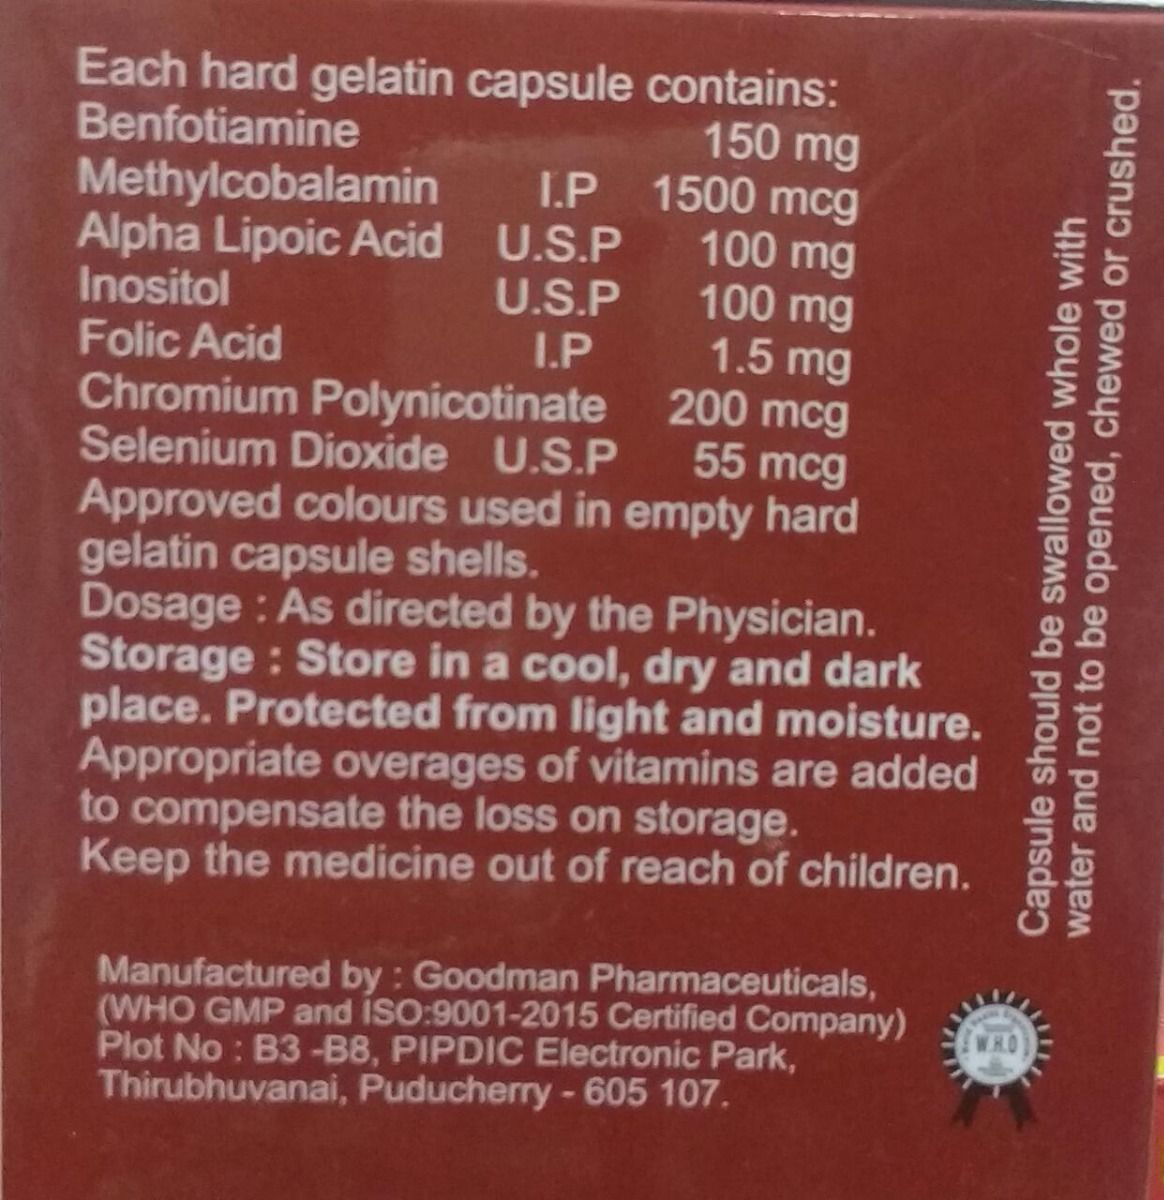 Each hard gelatin capsule contains:
Benfotiamine 150 mg
Methylcobalamin I.P 1500 mcg
Alpha Lipoic Acid U.S.P 100 mg
Inositol U.S.P 100 mg
Folic Acid I.P 1.5 mg
Chromium Polynicotinate 200 mcg
Selenium Dioxide U.S.P 55 mcg
Approved colours used in empty hard
gelatin capsule shells.
Dosage : As directed by the Physician.
Storage : Store in a cool, dry and dark
place. Protected from light and moisture.
Appropriate overages of vitamins are added
to compensate the loss on storage.
Keep the medicine out of reach of children.
Manufactured by : Goodman Pharmaceuticals,
(WHO GMP and ISO:9001-2015 Certified Company)
Plot No : B3 -B8, PIPDIC Electronic Park,
Thirubhuvanai, Puducherry - 605 107.
Capsule should be swallowed whole with
water and not to be opened, chewed or crushed.
W.H.O